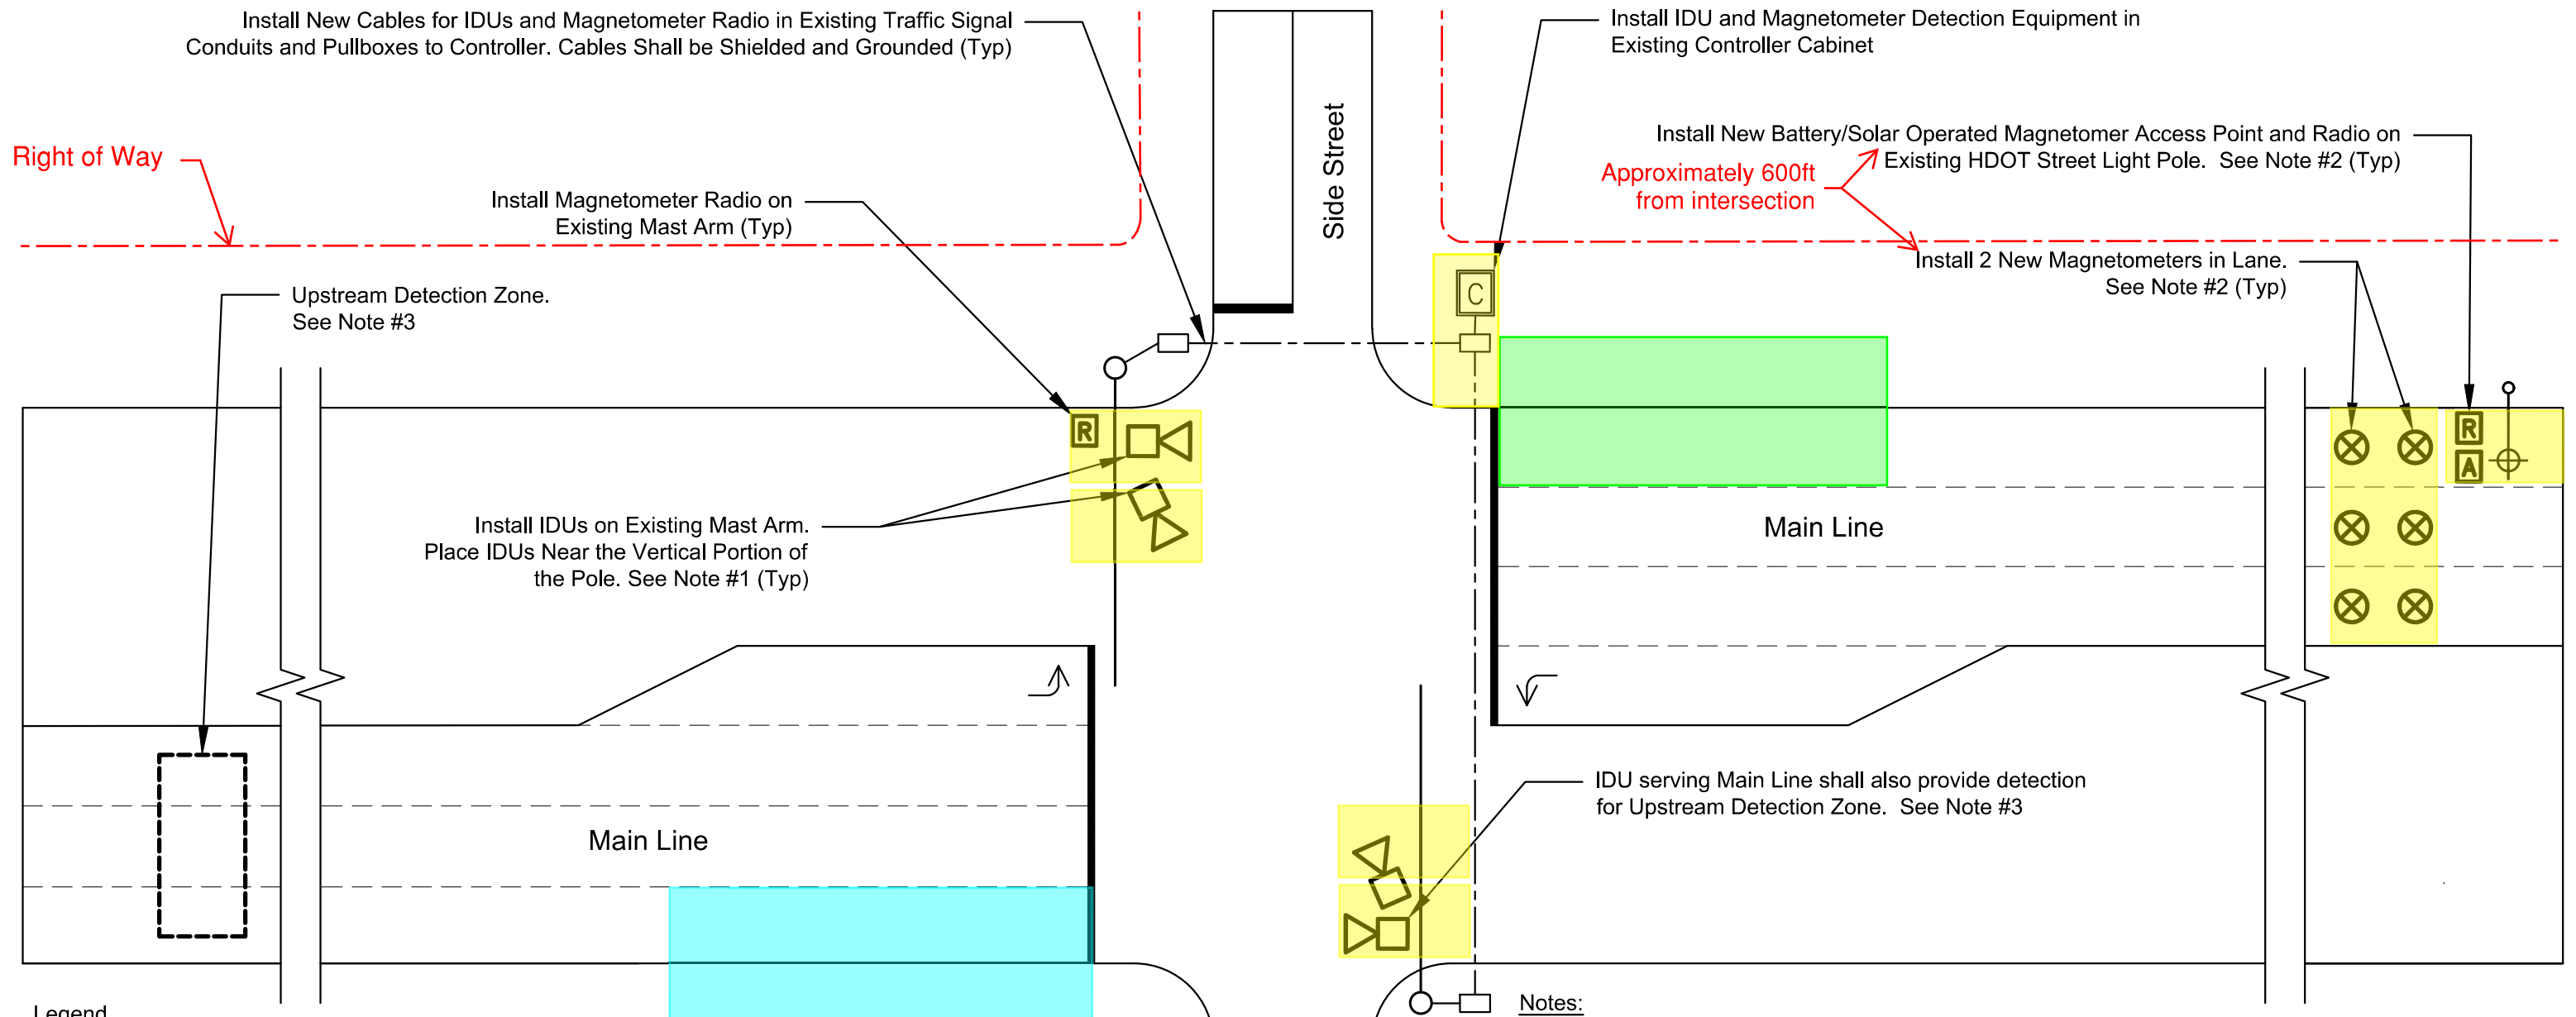 Install New Cables for IDUs and Magnetometer Radio in Existing Traffic Signal
Conduits and Pullboxes to Controller. Cables Shall be Shielded and Grounded (Typ)
Install IDU and Magnetometer Detection Equipment in
Existing Controller Cabinet
Side Street
Right of Way
Install New Battery/Solar Operated Magnetomer Access Point and Radio on
Existing HDOT Street Light Pole. See Note #2 (Typ)
Approximately 600ft
from intersection
Install Magnetometer Radio on
Existing Mast Arm (Typ)
Install 2 New Magnetometers in Lane.
See Note #2 (Typ)
Upstream Detection Zone.
See Note #3
C
R
R
A
Install IDUs on Existing Mast Arm.
Place IDUs Near the Vertical Portion of
the Pole. See Note #1 (Typ)
Main Line
IDU serving Main Line shall also provide detection
for Upstream Detection Zone. See Note #3
Main Line
Legend
Notes: